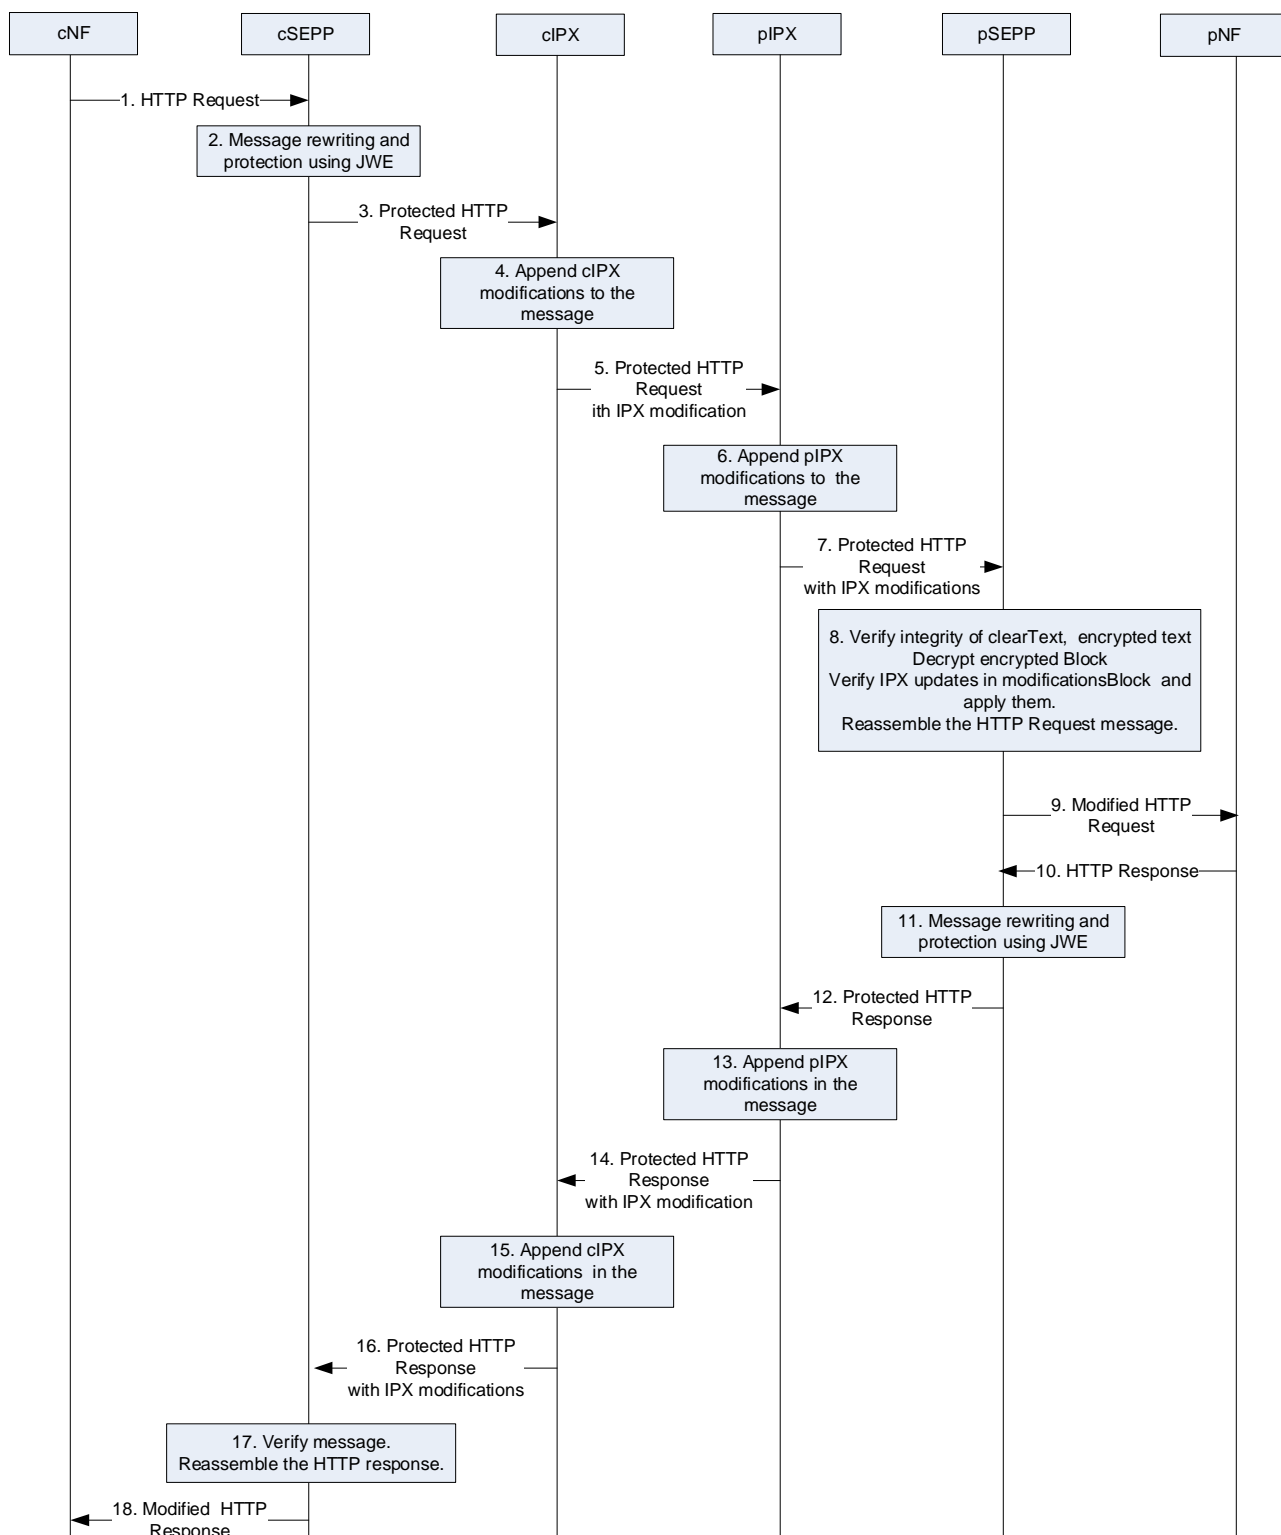 cNF
cSEPP
cIPX
pIPX
pSEPP
pNF
1. HTTP Request
2. Message rewriting and
protection using JWE
3. Protected HTTP
Request
4. Append cIPX
modifications to the
message
5. Protected HTTP
Request
ith IPX modification
6. Append pIPX
modifications to the
message
7. Protected HTTP
Request
with IPX modifications
8. Verify integrity of clearText, encrypted text
Decrypt encrypted Block
Verify IPX updates in modificationsBlock and
apply them.
Reassemble the HTTP Request message.
9. Modified HTTP
Request
10. HTTP Response
11. Message rewriting and
protection using JWE
12. Protected HTTP
Response
13. Append pIPX
modifications in the
message
14. Protected HTTP
Response
with IPX modification
15. Append cIPX
modifications in the
message
16. Protected HTTP
Response
with IPX modifications
17. Verify message.
Reassemble the HTTP response.
18. Modified HTTP
Response